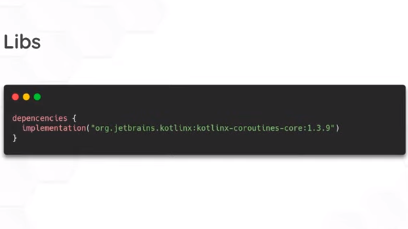 Libs
depencencies {
implementation("org.jetbrains.kotlinx:kotlinx-coroutines-core:1.3.9")
}